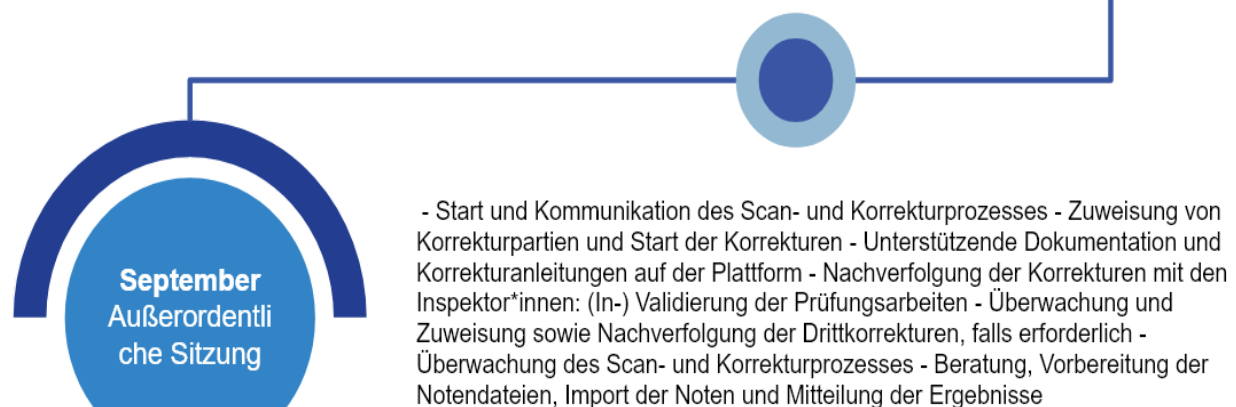 September
Außerordentli
che Sitzung
- Start und Kommunikation des Scan- und Korrekturprozesses - Zuweisung von
Korrekturpartien und Start der Korrekturen - Unterstützende Dokumentation und
Korrekturanleitungen auf der Plattform - Nachverfolgung der Korrekturen mit den
Inspektor*innen: (In-) Validierung der Prüfungsarbeiten - Überwachung und
Zuweisung sowie Nachverfolgung der Drittkorrekturen, falls erforderlich -
Überwachung des Scan- und Korrekturprozesses - Beratung, Vorbereitung der
Notendateien, Import der Noten und Mitteilung der Ergebnisse